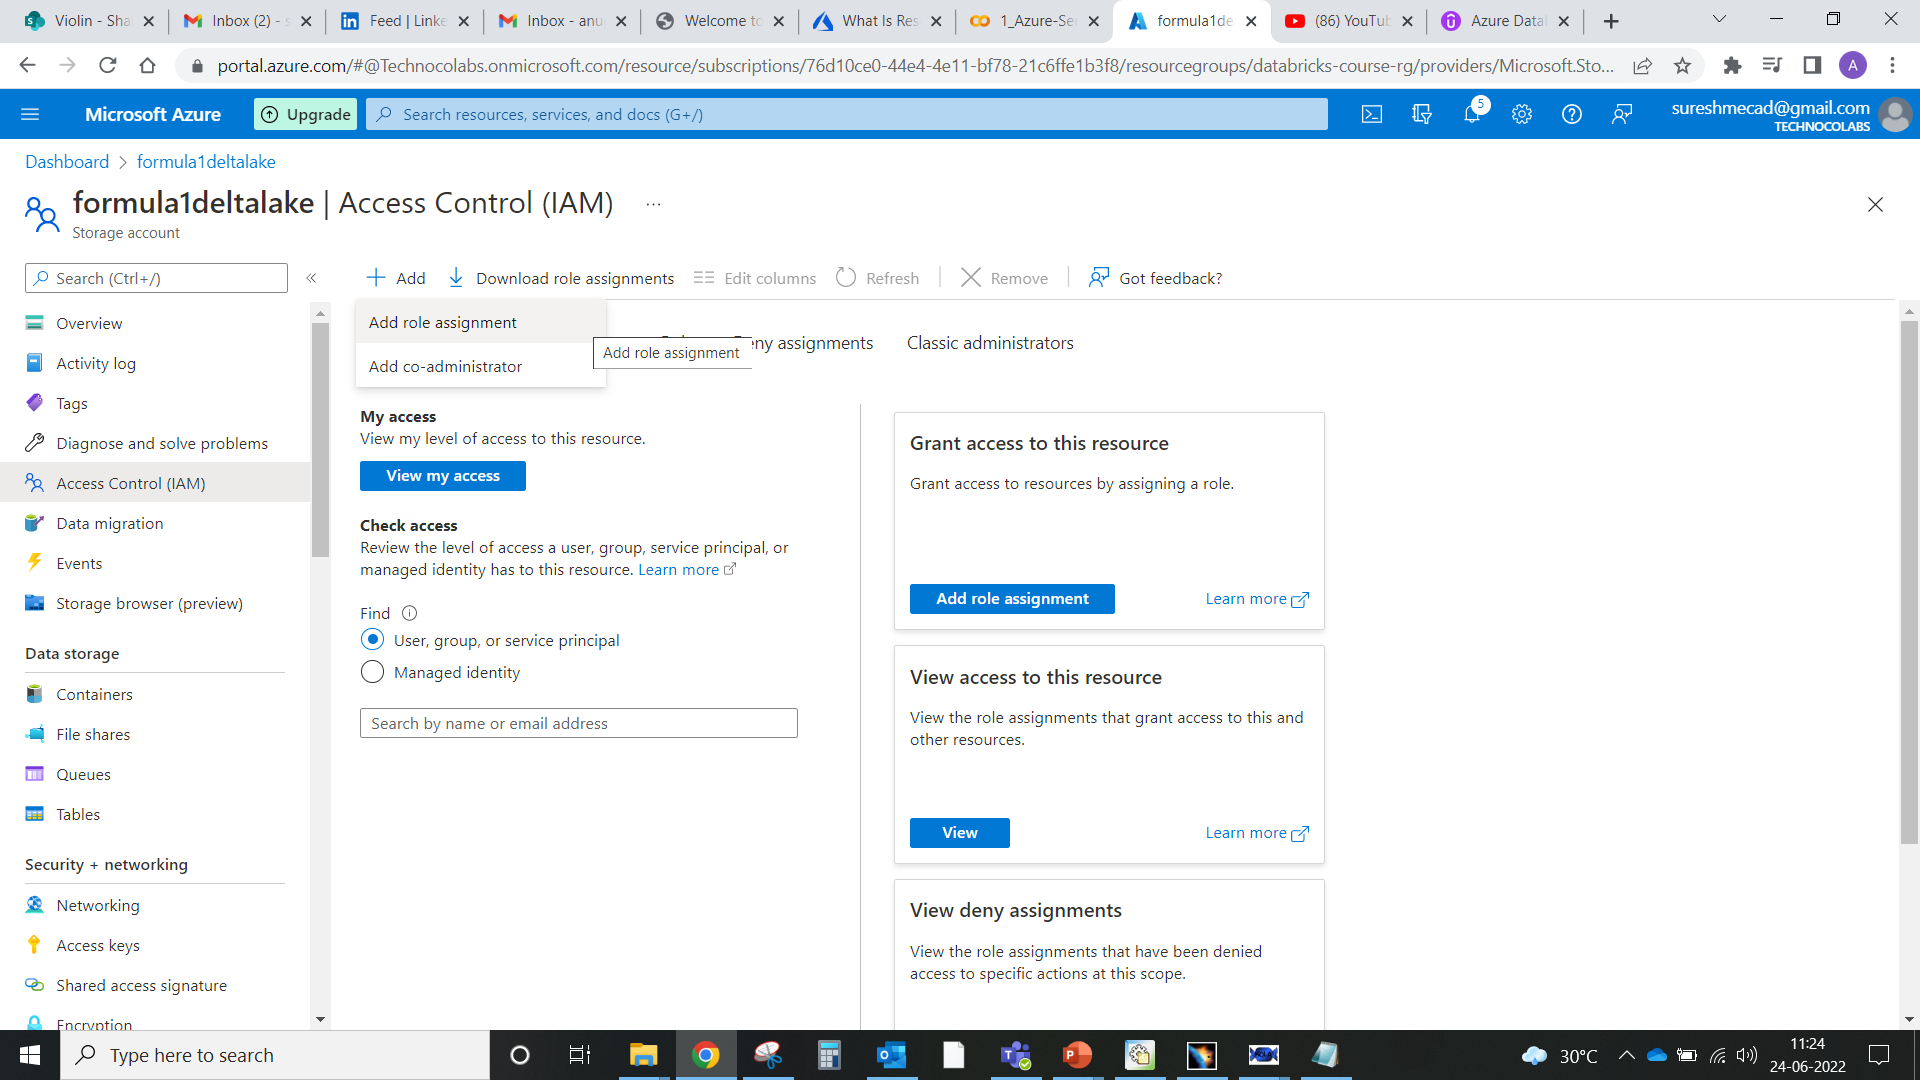 Violin - Sha
Inbox (2) - s
Feed | Linke
Inbox - anu
Welcome to
What Is Res
1_Azure-Se
formula1de
(86) YouTub
Azure Datal
portal.azure.com/#@Technocolabs.onmicrosoft.com/resource/subscriptions/76d10ce0-44e4-4e11-bf78-21c6ffe1b3f8/resourcegroups/databricks-course-rg/providers/Microsoft.Sto...
A
Microsoft Azure
Upgrade
Search resources, services, and docs (G+/)
5
sureshmecad@gmail.com
TECHNOCOLABS
Dashboard > formula1deltalake
formula1deltalake | Access Control (IAM) ...
Storage account
Search (Ctrl+/)
Add
Download role assignments
Edit columns
Refresh
Remove
Got feedback?
Add role assignment
Add co-administrator
Add role assignment
eny assignments
Classic administrators
Overview
Activity log
Tags
Diagnose and solve problems
Access Control (IAM)
Data migration
Events
Storage browser (preview)
Data storage
Containers
File shares
Queues
Tables
Security + networking
Networking
Access keys
Shared access signature
Encryption
My access
View my level of access to this resource.
View my access
Check access
Review the level of access a user, group, service principal, or
managed identity has to this resource. Learn more
Find
User, group, or service principal
Managed identity
Search by name or email address
Grant access to this resource
Grant access to resources by assigning a role.
Add role assignment
Learn more
View access to this resource
View the role assignments that grant access to this and
other resources.
View
Learn more
View deny assignments
View the role assignments that have been denied
access to specific actions at this scope.
Type here to search
30°C
11:24
24-06-2022